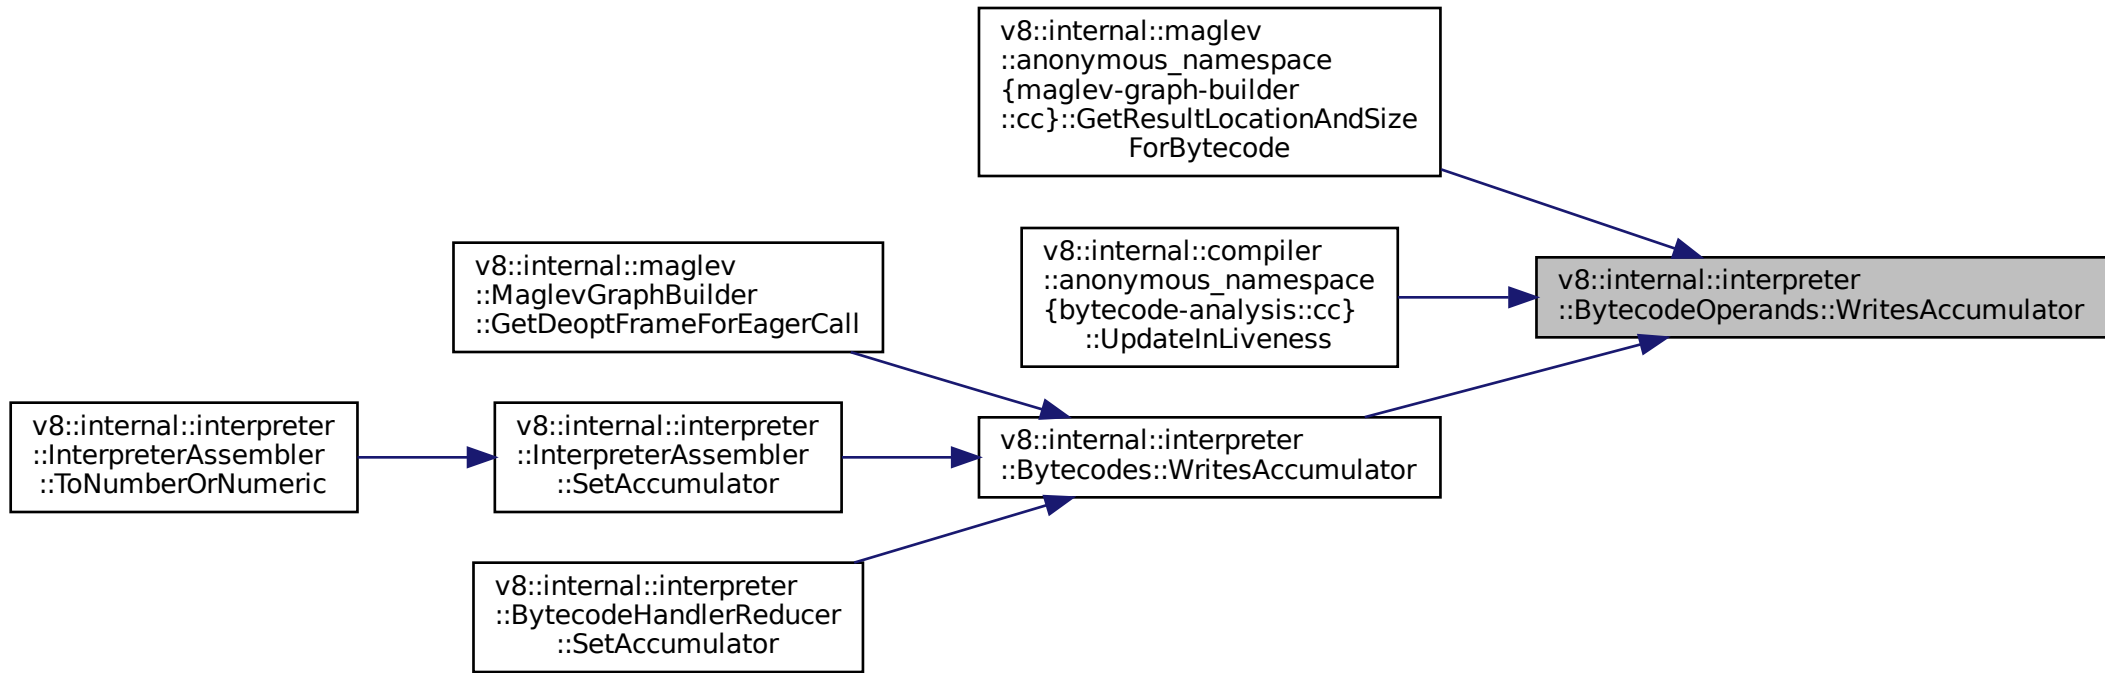 v8::internal::maglev
::anonymous_namespace
{maglev-graph-builder
::cc}::GetResultLocationAndSize
ForBytecode
v8::internal::compiler
::anonymous_namespace
{bytecode-analysis::cc}
::UpdateInLiveness
v8::internal::interpreter
::BytecodeOperands::WritesAccumulator
v8::internal::maglev
::MaglevGraphBuilder
::GetDeoptFrameForEagerCall
v8::internal::interpreter
::InterpreterAssembler
::ToNumberOrNumeric
v8::internal::interpreter
::InterpreterAssembler
::SetAccumulator
v8::internal::interpreter
::Bytecodes::WritesAccumulator
v8::internal::interpreter
::BytecodeHandlerReducer
::SetAccumulator